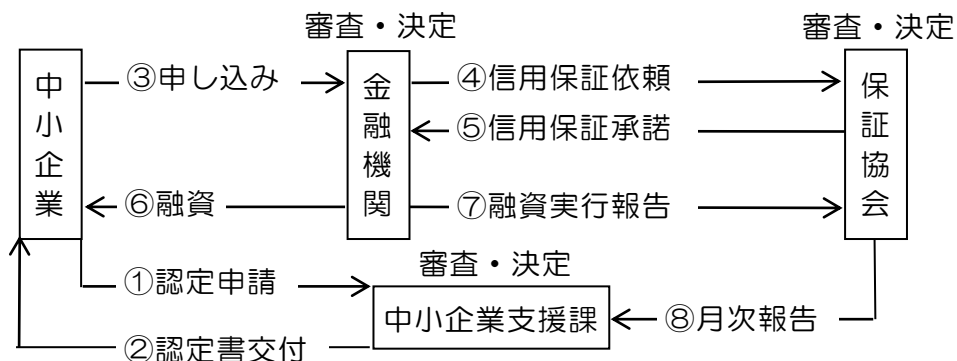 審査・決定
審査・決定
中小企業
③申し込み
金融機関
④信用保証依頼
保証協会
⑤信用保証承諾
⑥融資
⑦融資実行報告
審査・決定
①認定申請
中小企業支援課
⑧月次報告
②認定書交付